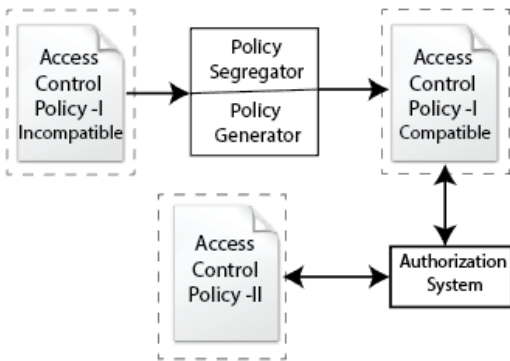 Access
Control
Policy -I
Incompatible
Policy
Segregator
Policy
Generator
Access
Control
Policy -I
Compatible
Access
Control
Policy -II
Authorization
System